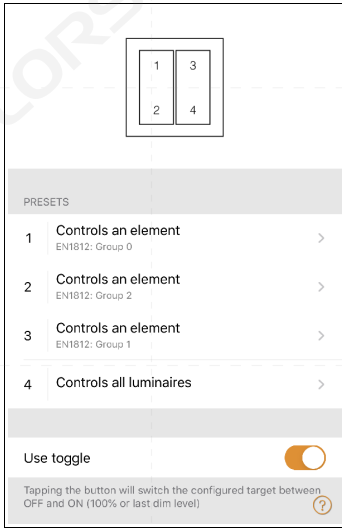 1 3
2 4
PRESETS
1 Controls an element
EN1812: Group 0
2 Controls an element
EN1812: Group 2
3 Controls an element
EN1812: Group 1
4 Controls all luminaires
Use toggle
Tapping the button will switch the configured target between
OFF and ON (100% or last dim level)
?